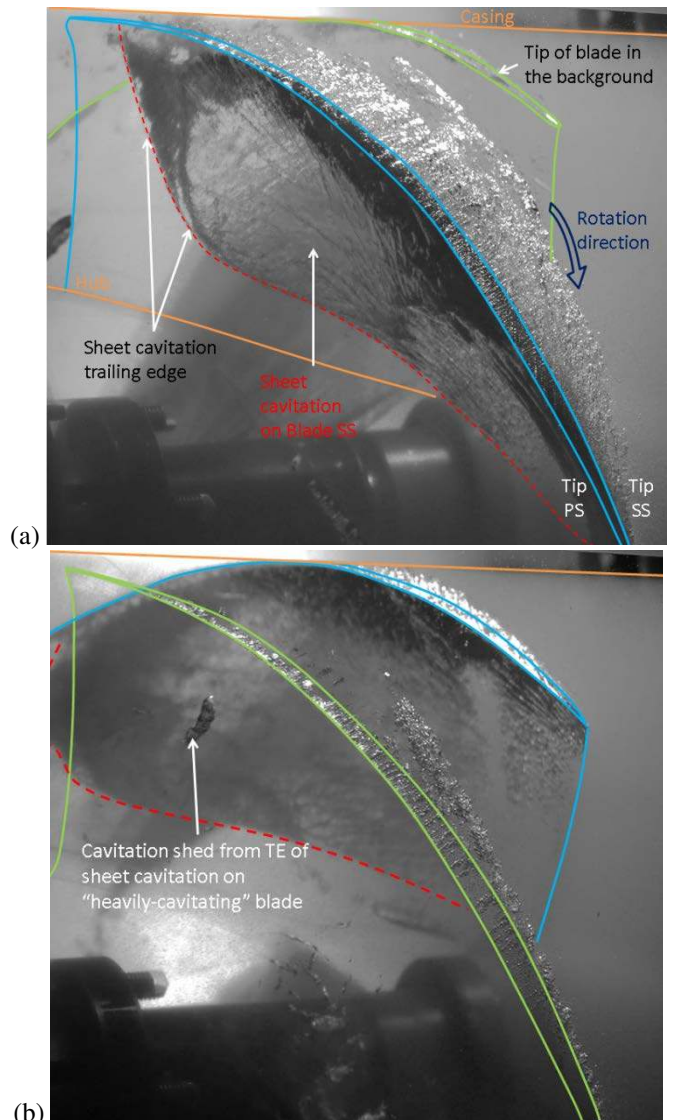 Casing
Tip of blade in
the background
Rotation
direction
Hub
Sheet cavitation
trailing edge
Sheet
cavitation
on Blade SS
Tip
PS
Tip
SS
(a)
Cavitation shed from TE of
sheet cavitation on
“heavily-cavitating” blade
(b)